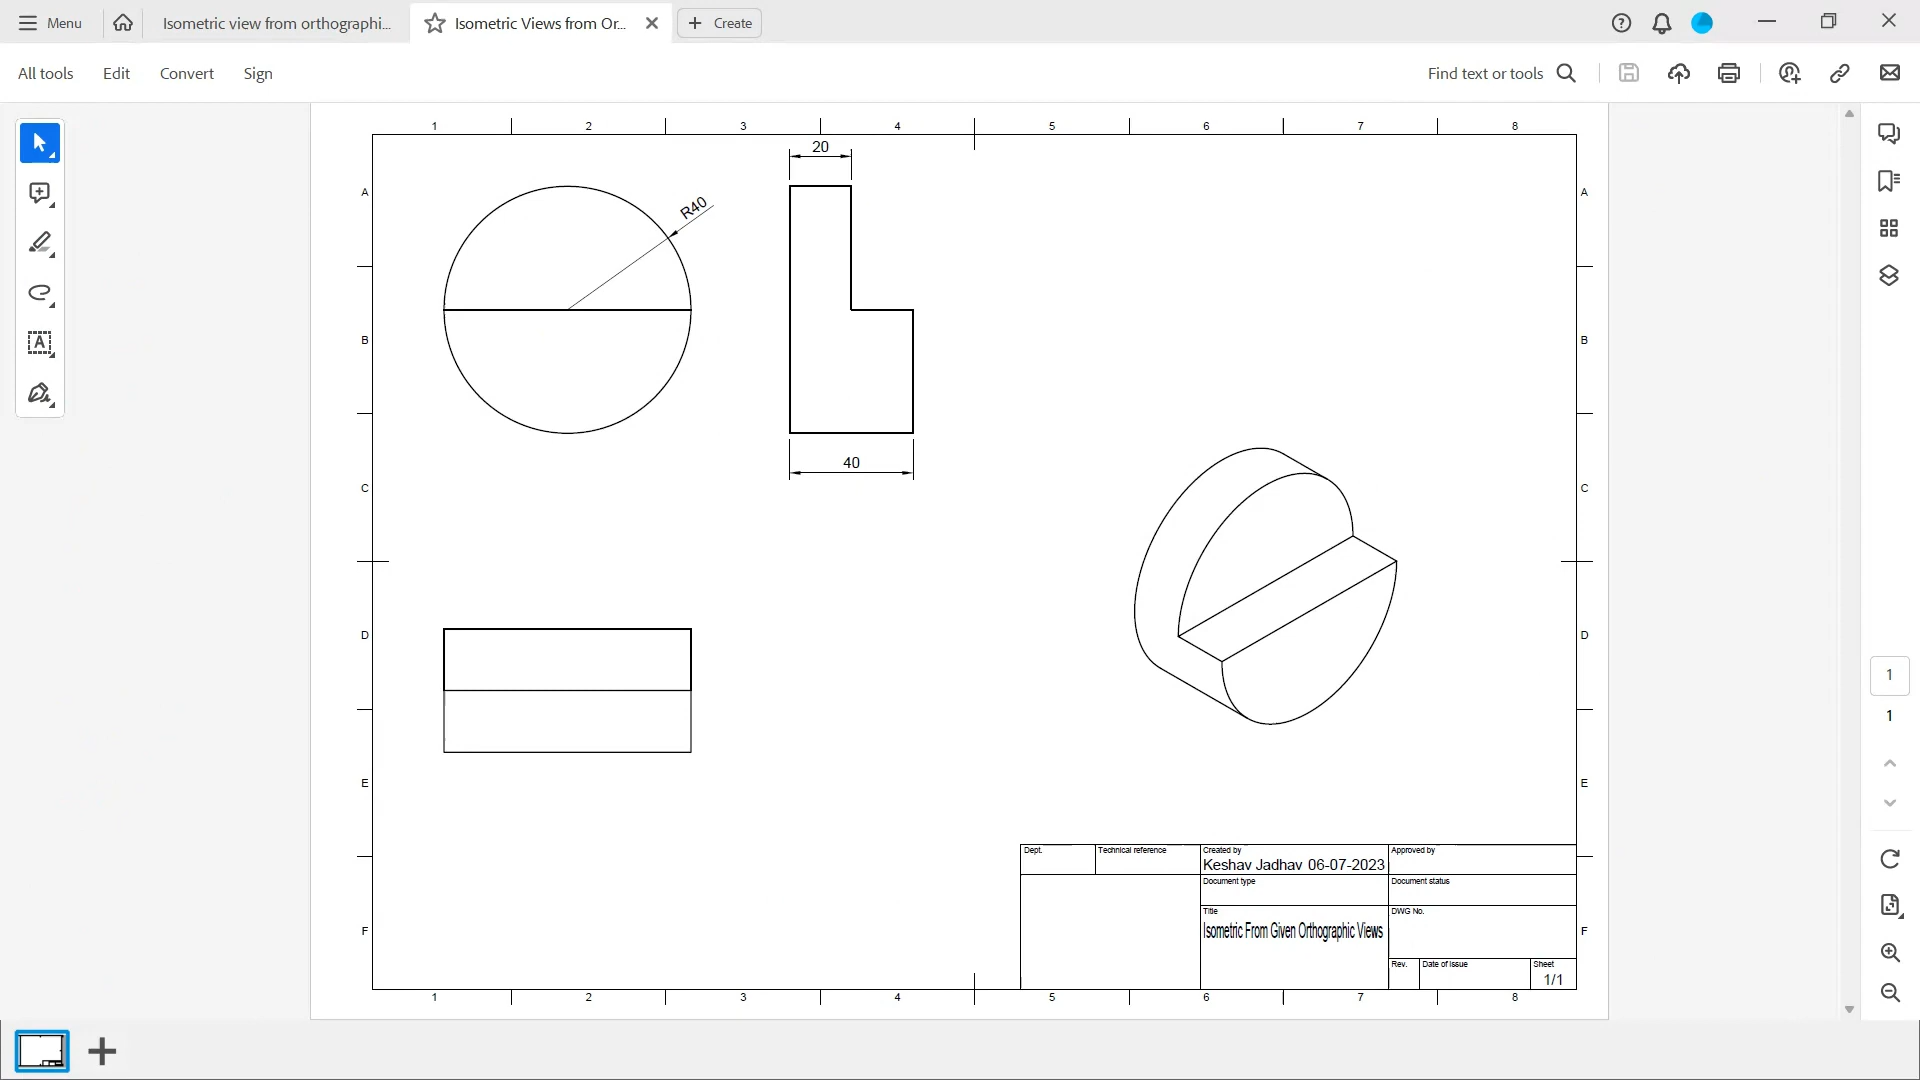 Menu
Isometric view from orthographi...
Isometric Views from Or...
Create
All tools
Edit
Convert
Sign
Find text or tools
1 2 3 4 5 6 7 8
20
A A
R40
B B
40
C C
D D
E E
Dept. Technical reference Created by Approved by
Keshav Jadhav 06-07-2023
Document type Document status
Title DWG No.
Isometric From Given Orthographic Views
F F
Rev. Date of issue Sheet
1/1
1 2 3 4 5 6 7 8
A
1
1